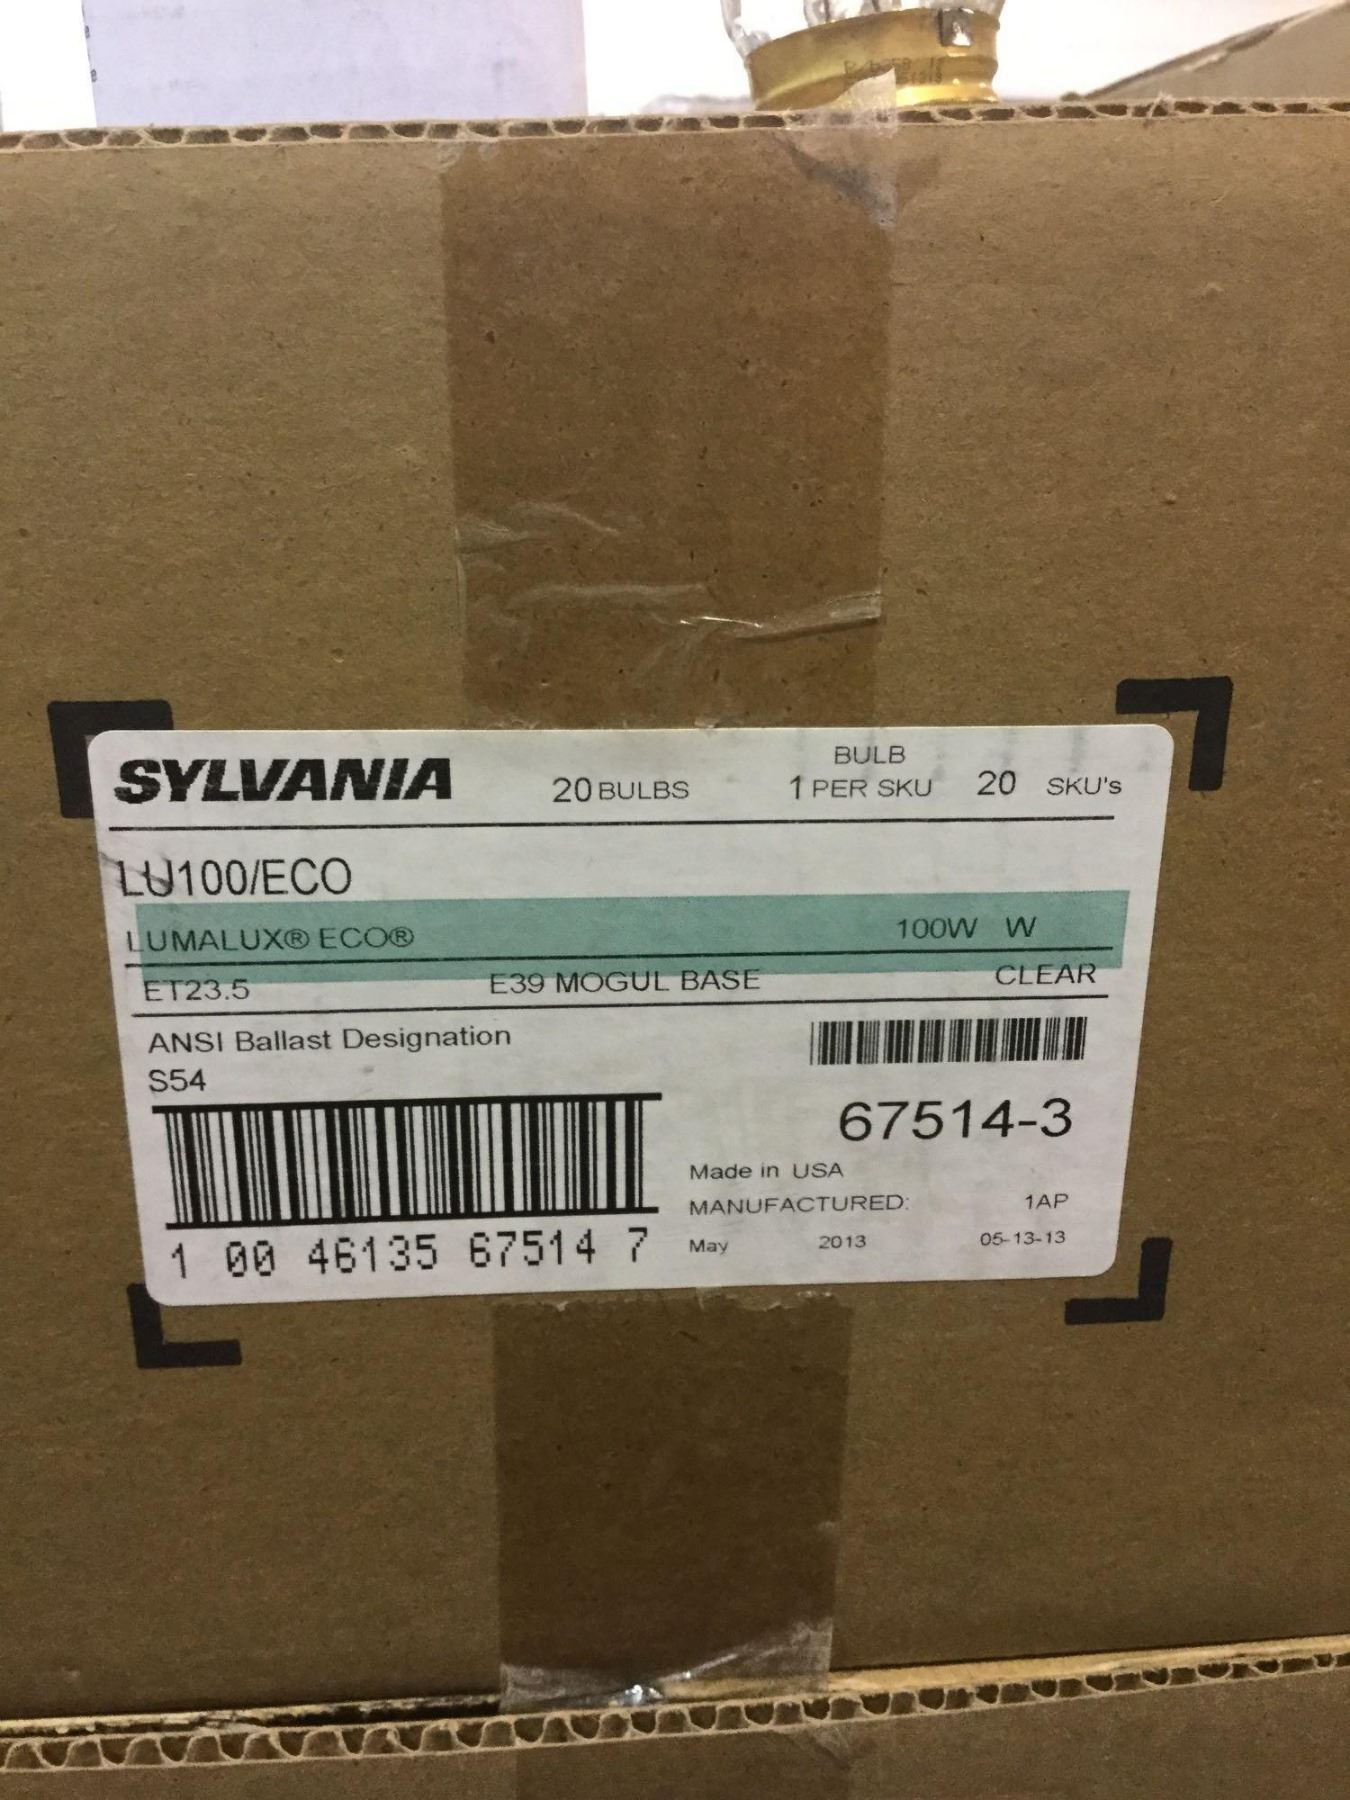 SYLVANIA 20 BULBS BULB 1 PER SKU 20 SKU's
LU100/ECO
LUMALUX® ECO® 100W W
ET23.5 E39 MOGUL BASE CLEAR
ANSI Ballast Designation
S54
67514-3
Made in USA
MANUFACTURED: 1AP
May 2013 05-13-13
1 00 46135 67514 7